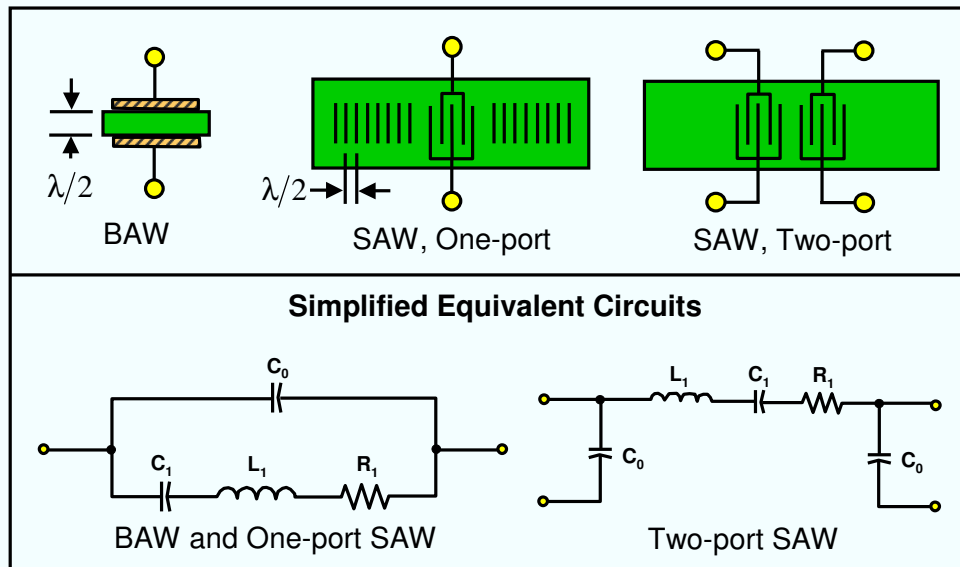 λ/2
BAW
λ/2
SAW, One-port
SAW, Two-port
Simplified Equivalent Circuits
C₀
C₁
L₁
R₁
BAW and One-port SAW
L₁
C₁
R₁
C₀
C₀
Two-port SAW